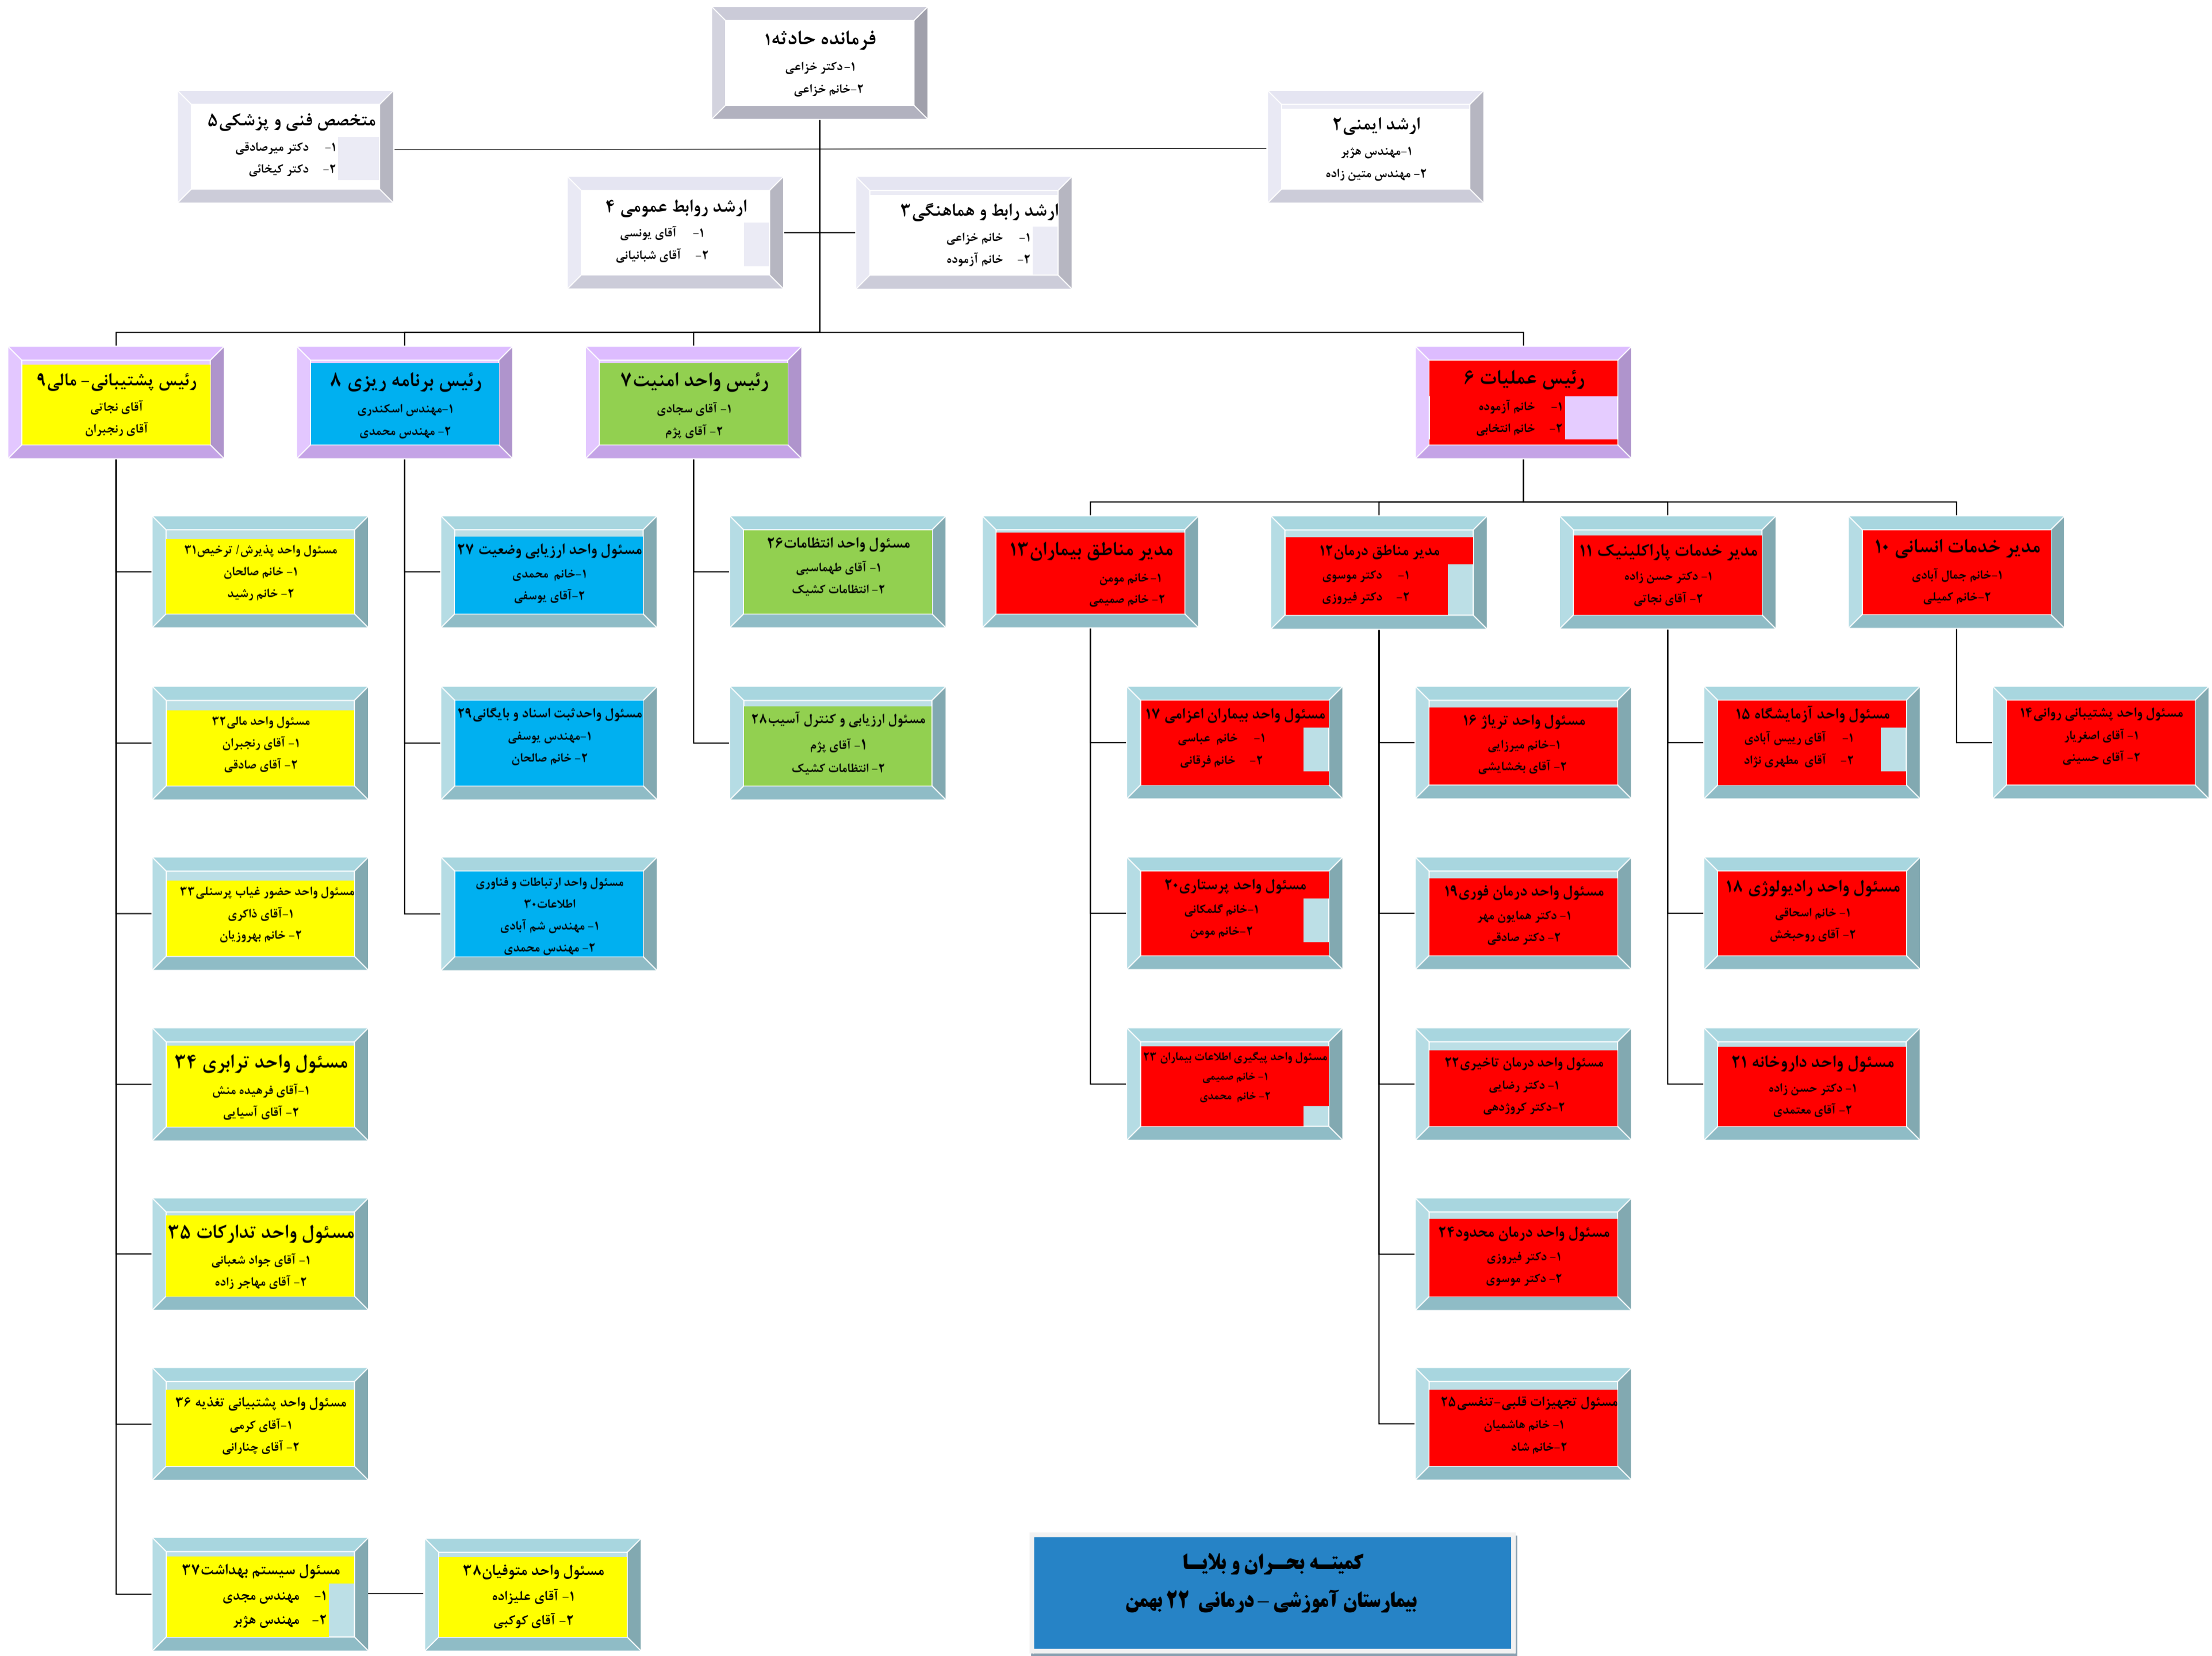 فرمانده حادثه۱
۱-دکتر خزاعی
۲-خانم خزاعی
ارشد ایمنی۲
۱-مهندس هژبر
۲- مهندس متین زاده
متخصص فنی و پزشکی۵
۱- دکتر میرصادقی
۲- دکتر کیخائی
ارشد رابط و هماهنگی۳
۱- خانم خزاعی
۲- خانم آزموده
ارشد روابط عمومی ۴
۱- آقای یونسی
۲- آقای شبانیانی
رئیس عملیات ۶
۱- خانم آزموده
۲- خانم انتخابی
رئیس واحد امنیت۷
۱- آقای سجادی
۲- آقای پژم
رئیس برنامه ریزی ۸
۱-مهندس اسکندری
۲- مهندس محمدی
رئیس پشتیبانی- مالی۹
آقای نجاتی
آقای رنجبران
مدیر خدمات انسانی ۱۰
۱-خانم جمال آبادی
۲-خانم کمیلی
مدیر خدمات پاراکلینیک ۱۱
۱- دکتر حسن زاده
۲- آقای نجاتی
مدیر مناطق درمان۱۲
۱- دکتر موسوی
۲- دکتر فیروزی
مدیر مناطق بیماران۱۳
۱-خانم مومن
۲- خانم صمیمی
مسئول واحد انتظامات۲۶
۱- آقای طهماسبی
۲- انتظامات کشیک
مسئول واحد ارزیابی وضعیت ۲۷
۱-خانم محمدی
۲-آقای یوسفی
مسئول واحد پذیرش/ ترخیص۳۱
۱- خانم صالحان
۲- خانم رشید
مسئول واحد پشتیبانی روانی۱۴
۱- آقای اصغریار
۲- آقای حسینی
مسئول واحد آزمایشگاه ۱۵
۱- آقای رییس آبادی
۲- آقای مطهری نژاد
مسئول واحد تریاژ ۱۶
۱-خانم میرزایی
۲- آقای بخشایشی
مسئول واحد بیماران اعزامی ۱۷
۱- خانم عباسی
۲- خانم فرقانی
مسئول ارزیابی و کنترل آسیب۲۸
۱- آقای پژم
۲- انتظامات کشیک
مسئول واحدثبت اسناد و بایگانی۲۹
۱-مهندس یوسفی
۲- خانم صالحان
مسئول واحد مالی۳۲
۱- آقای رنجبران
۲- آقای صادقی
مسئول واحد رادیولوژی ۱۸
۱- خانم اسحاقی
۲- آقای روحبخش
مسئول واحد درمان فوری۱۹
۱- دکتر همایون مهر
۲- دکتر صادقی
مسئول واحد پرستاری۲۰
۱-خانم گلمکانی
۲-خانم مومن
مسئول واحد ارتباطات و فناوری
اطلاعات۳۰
۱- مهندس شم آبادی
۲- مهندس محمدی
مسئول واحد حضور غیاب پرسنلی۳۳
۱-آقای ذاکری
۲- خانم بهروزیان
مسئول واحد داروخانه ۲۱
۱- دکتر حسن زاده
۲- آقای معتمدی
مسئول واحد درمان تاخیری۲۲
۱- دکتر رضایی
۲-دکتر کروژدهی
مسئول واحد پیگیری اطلاعات بیماران ۲۳
۱- خانم صمیمی
۲- خانم محمدی
مسئول واحد ترابری ۳۴
۱-آقای فرهیده منش
۲- آقای آسیایی
مسئول واحد درمان محدود۲۴
۱- دکتر فیروزی
۲- دکتر موسوی
مسئول واحد تدارکات ۳۵
۱- آقای جواد شعبانی
۲- آقای مهاجر زاده
مسئول تجهیزات قلبی-تنفسی۲۵
۱- خانم هاشمیان
۲-خانم شاد
مسئول واحد پشتیبانی تغذیه ۳۶
۱-آقای کرمی
۲- آقای چنارانی
مسئول واحد متوفیان۳۸
۱- آقای علیزاده
۲- آقای کوکبی
مسئول سیستم بهداشت۳۷
۱- مهندس مجدی
۲- مهندس هژبر
کمیتــه بحــران و بلایــا
بیمارستان آموزشی – درمانی ۲۲ بهمن